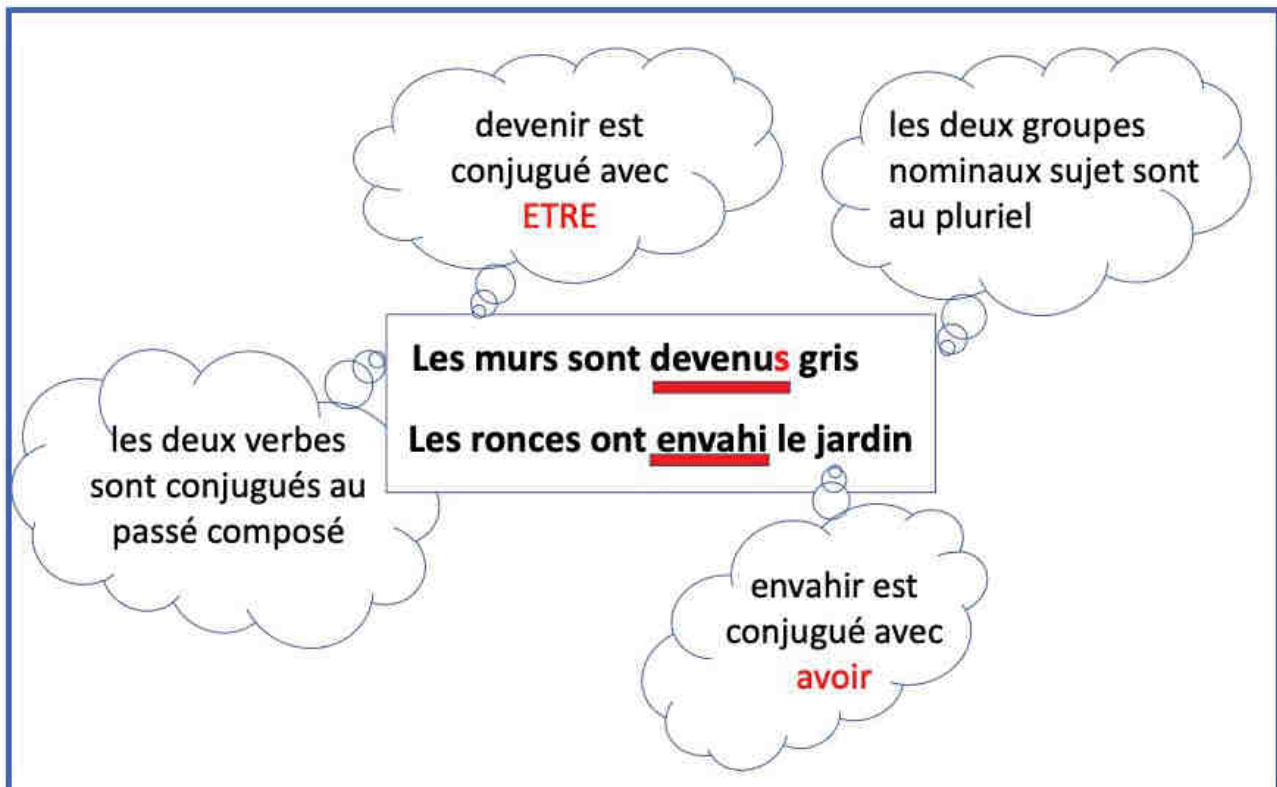 devenir est
conjugué avec
ETRE
les deux groupes
nominaux sujet sont
au pluriel
Les murs sont devenus gris
Les ronces ont envahi le jardin
les deux verbes
sont conjugués au
passé composé
envahir est
conjugué avec
avoir